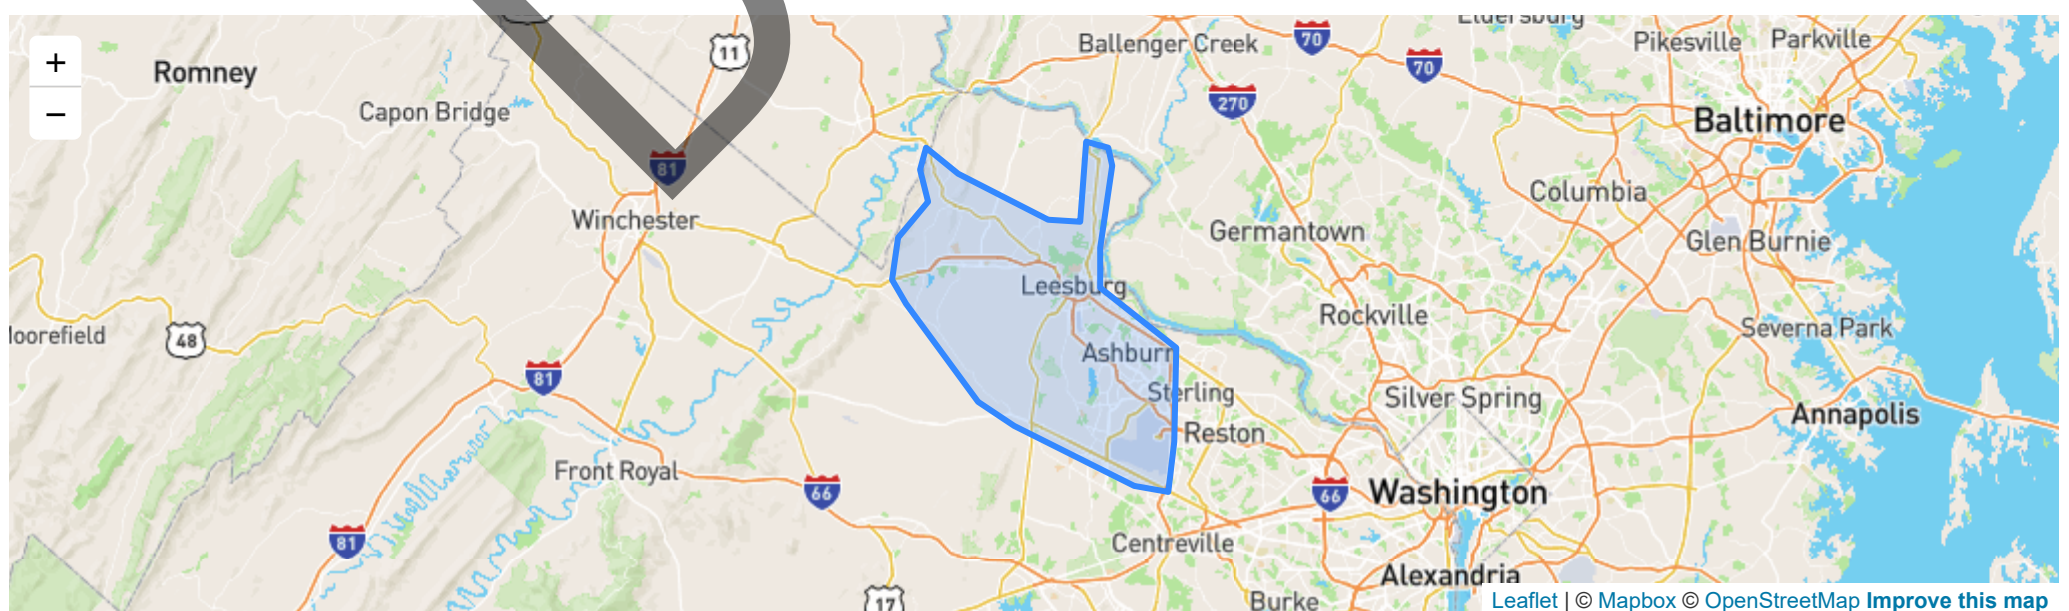 Eldersburg
11
Ballenger Creek
70
Pikesville
Parkville
+
Romney
70
−
Capon Bridge
270
Baltimore
81
Columbia
Winchester
Germantown
Glen Burnie
Leesburg
Rockville
48
Severna Park
Ashburn
81
Sterling
Silver Spring
Annapolis
Reston
Front Royal
66
66
Washington
81
Centreville
Alexandria
17
Burke
Leaflet | © Mapbox © OpenStreetMap Improve this map